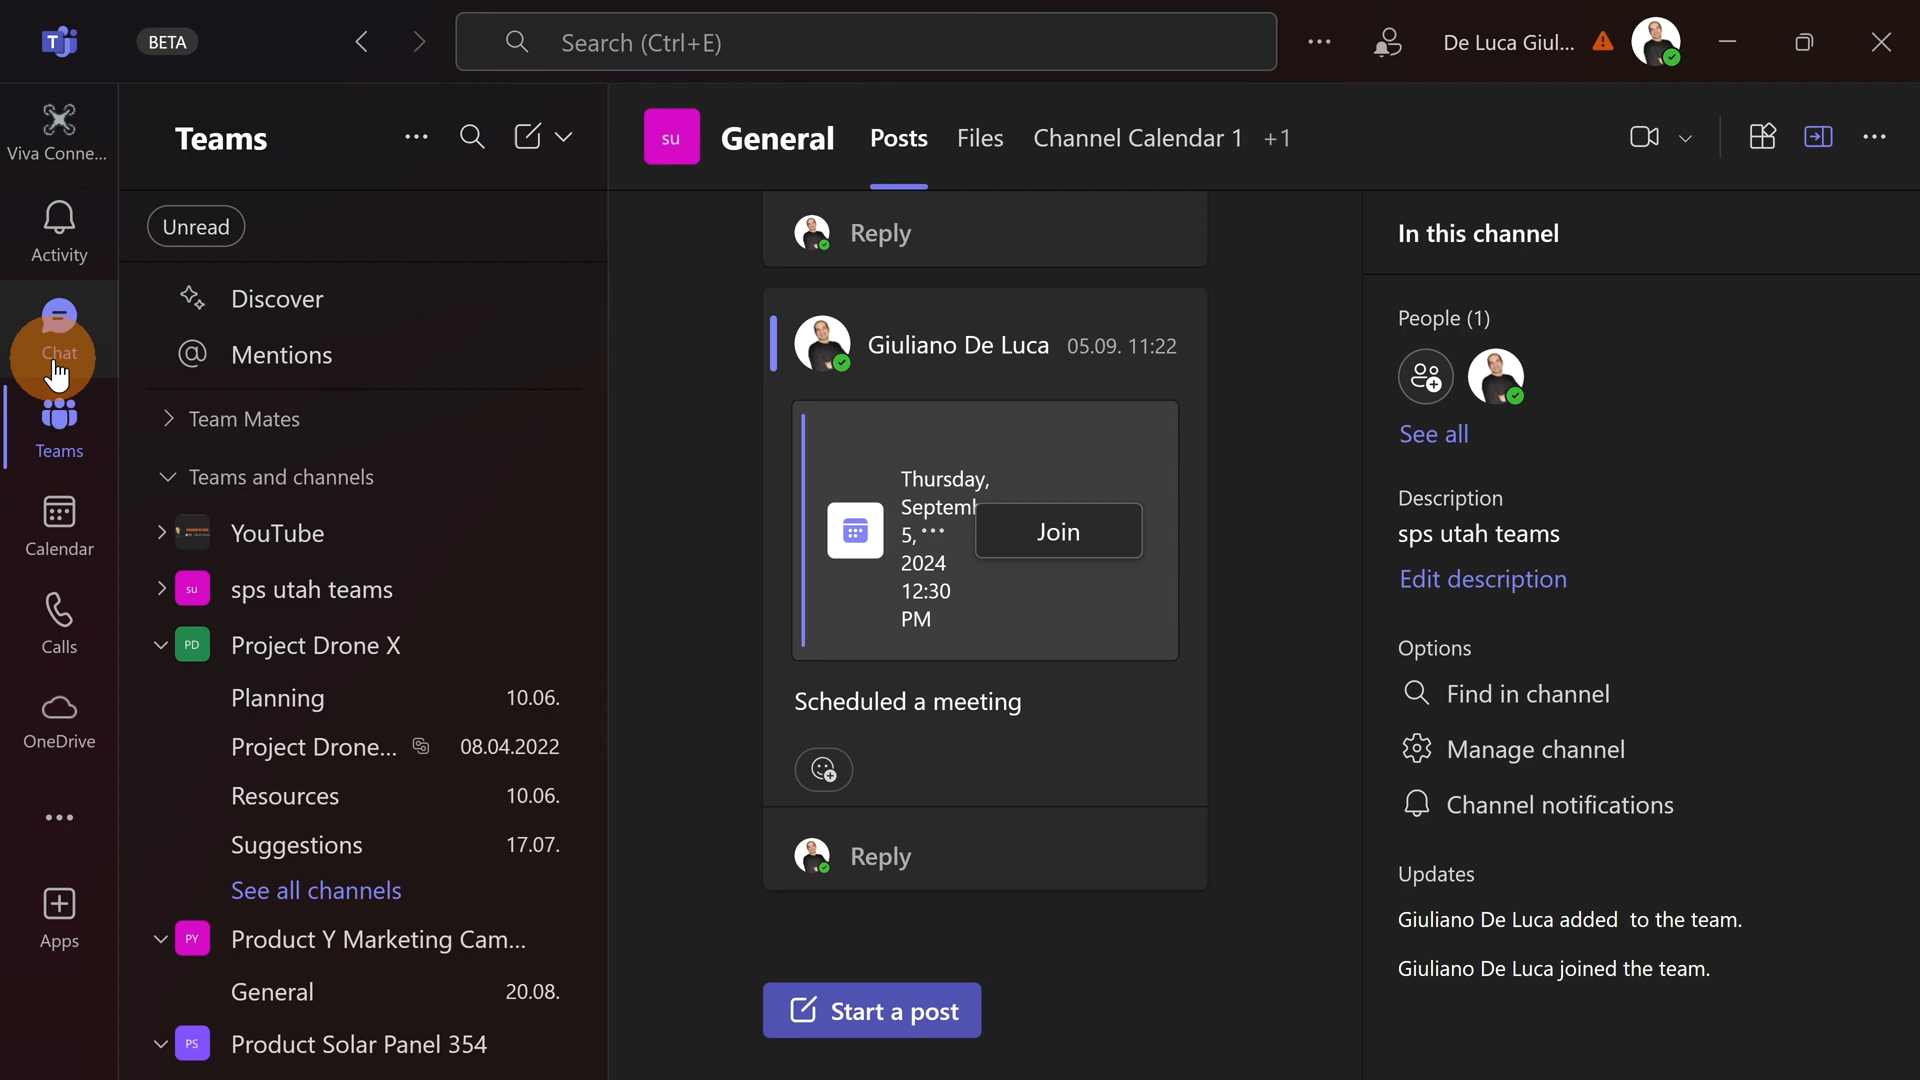 BETA
Search (Ctrl+E)
De Luca Giul...
Viva Conne...
Activity
Chat
Teams
Calendar
Calls
OneDrive
Apps
Teams
Unread
Discover
Mentions
Team Mates
Teams and channels
YouTube
su sps utah teams
PD Project Drone X
Planning 10.06.
Project Drone... 08.04.2022
Resources 10.06.
Suggestions 17.07.
See all channels
PY Product Y Marketing Cam...
General 20.08.
PS Product Solar Panel 354
su General Posts Files Channel Calendar 1 +1
Reply
Giuliano De Luca 05.09. 11:22
Thursday,
Septemb
5, ...
2024
12:30
PM
Join
Scheduled a meeting
Reply
Start a post
In this channel
People (1)
See all
Description
sps utah teams
Edit description
Options
Find in channel
Manage channel
Channel notifications
Updates
Giuliano De Luca added  to the team.
Giuliano De Luca joined the team.